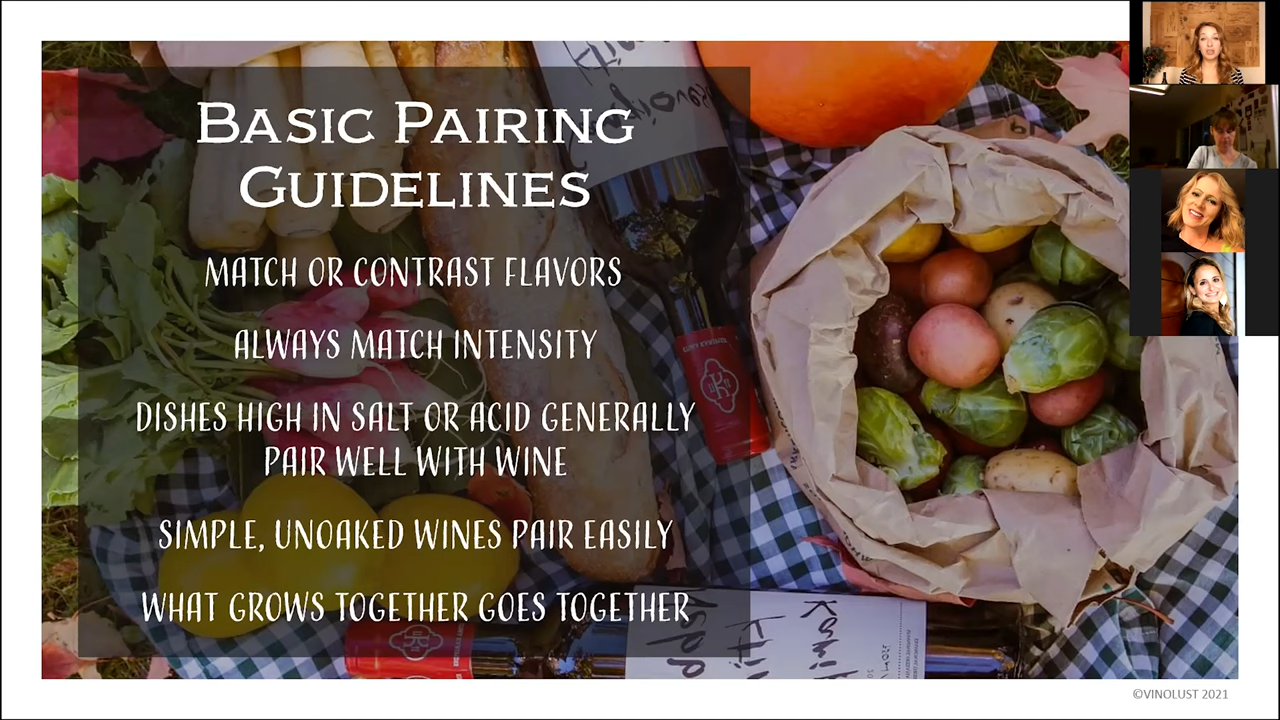 BASIC PAIRING
GUIDELINES
MATCH OR CONTRAST FLAVORS
ALWAYS MATCH INTENSITY
DISHES HIGH IN SALT OR ACID GENERALLY
PAIR WELL WITH WINE
SIMPLE, UNOAKED WINES PAIR EASILY
WHAT GROWS TOGETHER GOES TOGETHER
©VINOLUST 2021